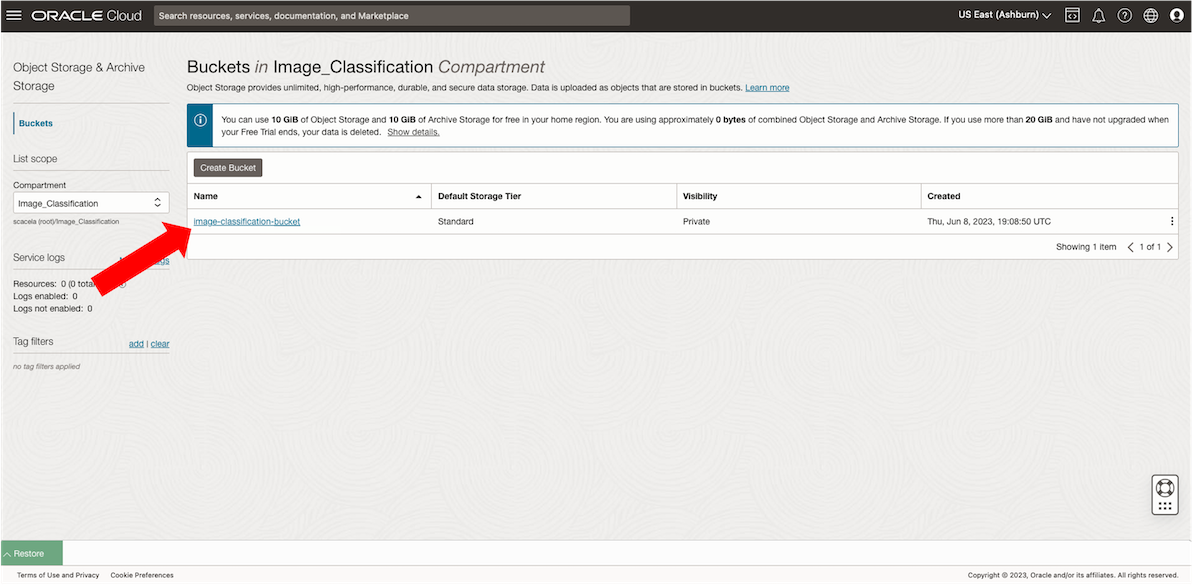 ORACLE Cloud
Search resources, services, documentation, and Marketplace
US East (Ashburn)
Object Storage & Archive
Storage
Buckets
List scope
Compartment
Image_Classification
scacela (root)/Image_Classification
Service logs
Resources: 0 (0 total
Logs enabled: 0
Logs not enabled: 0
Tag filters
add | clear
no tag filters applied
Buckets in Image_Classification Compartment
Object Storage provides unlimited, high-performance, durable, and secure data storage. Data is uploaded as objects that are stored in buckets. Learn more
You can use 10 GiB of Object Storage and 10 GiB of Archive Storage for free in your home region. You are using approximately 0 bytes of combined Object Storage and Archive Storage. If you use more than 20 GiB and have not upgraded when
your Free Trial ends, your data is deleted. Show details.
Create Bucket
Name Default Storage Tier Visibility Created
image-classification-bucket Standard Private Thu, Jun 8, 2023, 19:08:50 UTC
Showing 1 item 1 of 1
Restore
Terms of Use and Privacy Cookie Preferences
Copyright © 2023, Oracle and/or its affiliates. All rights reserved.